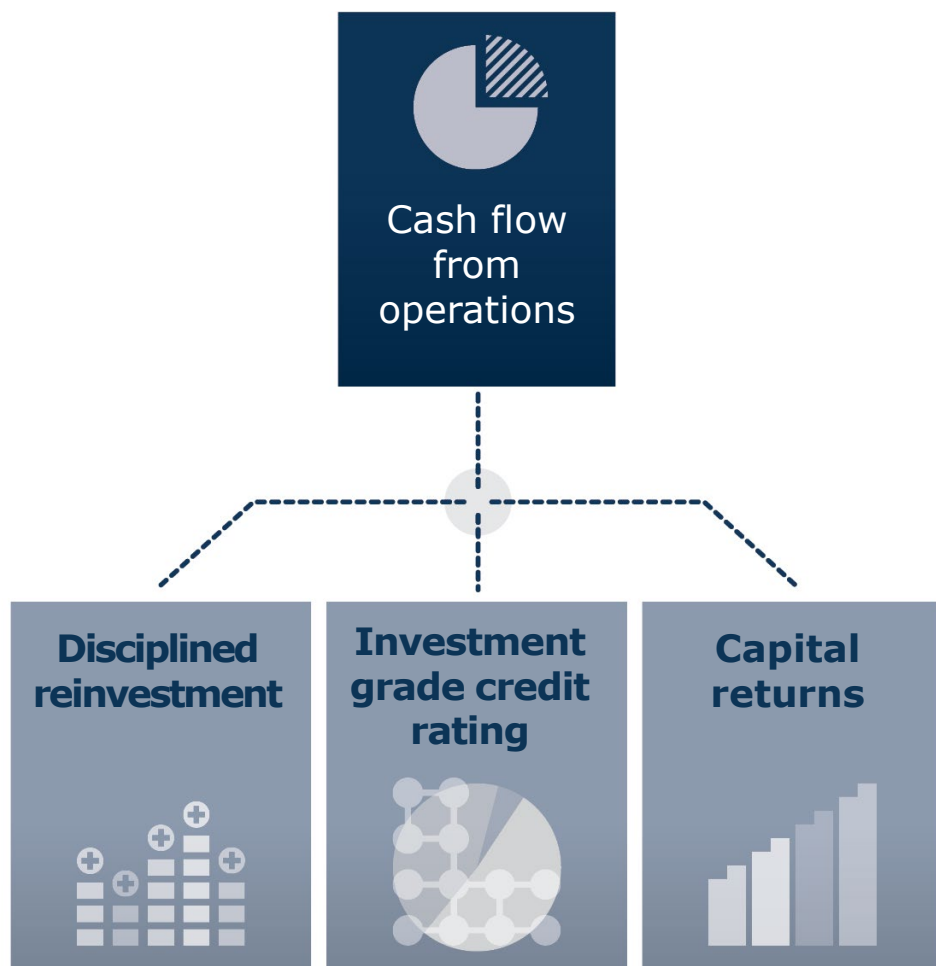 Cash flow
from
operations
Disciplined
reinvestment
Investment
grade credit
rating
Capital
returns